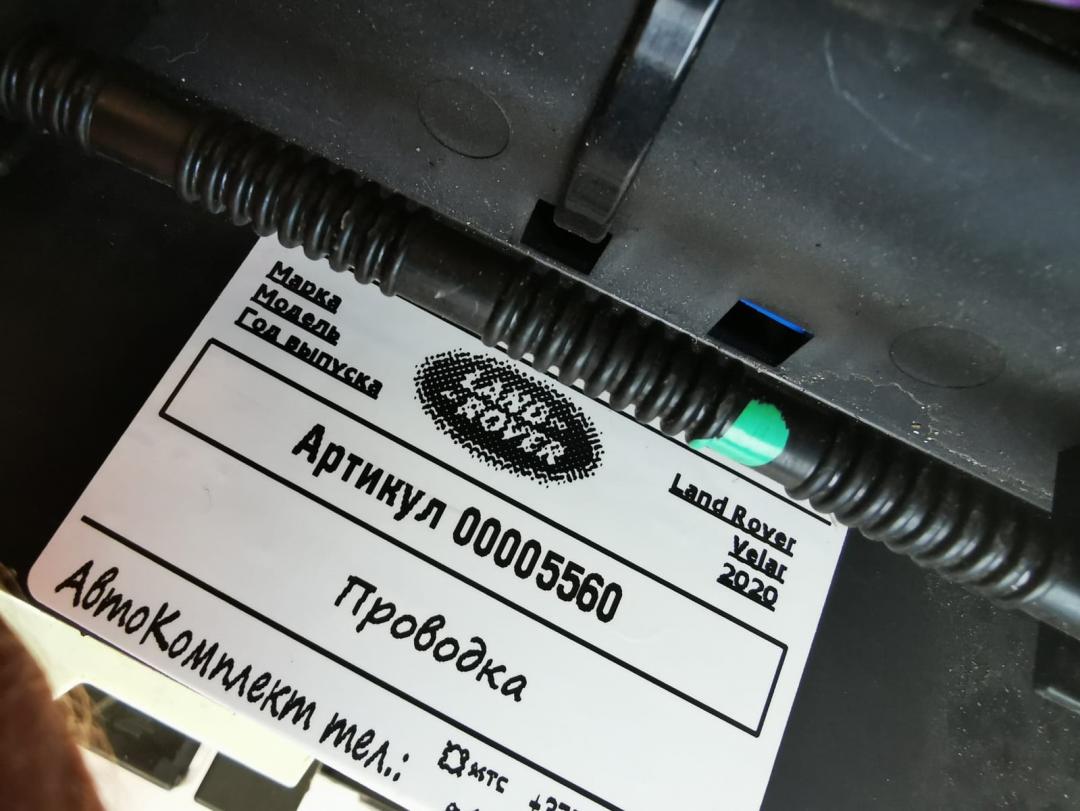 Марка
Модель
Год выпуска
LAND
ROVER
Land Rover
Velar
2020
Артикул 00005560
Проводка
АвтоКомплект тел.:
мтс